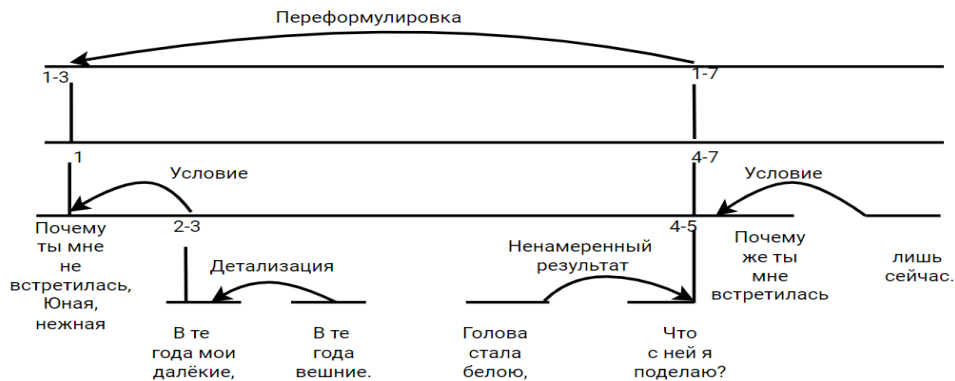 Переформулировка
1-3
1-7
1
4-7
Условие
Условие
2-3
4-5
Почему
ты мне
не
встретилась,
Юная,
нежная
Детализация
Ненамеренный
результат
Почему
же ты
мне
встретилась
лишь
сейчас.
В те
года мои
далёкие,
В те
года
вешние.
Голова
стала
белою,
Что
с ней я
поделаю?